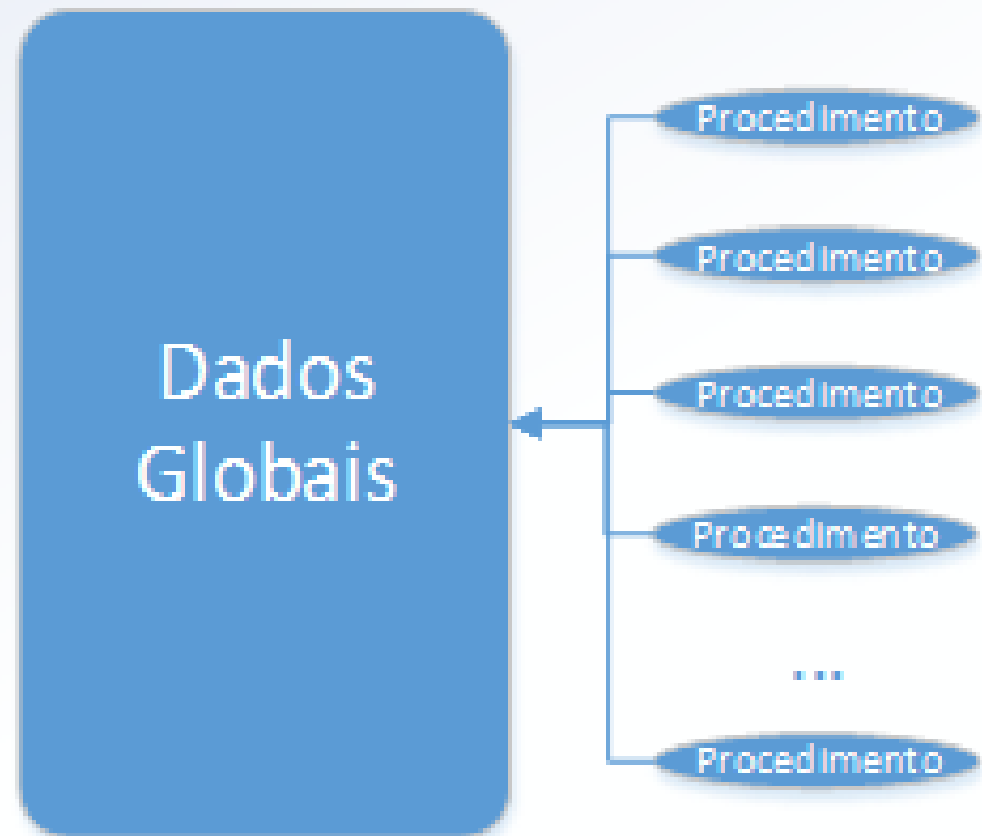 Dados
Globais
Procedimento
Procedimento
Procedimento
Procedimento
...
Procedimento